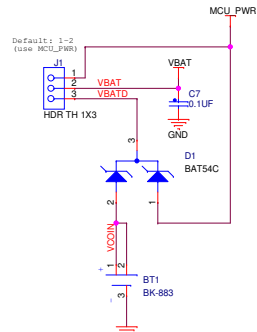 MCU_PWR
Default: 1-2
(use MCU_PWR)
J1
1
2
3
VBAT
VBATD
HDR TH 1X3
VBAT
C7
0.1UF
GND
3
D1
BAT54C
2
1
VCOIN
1
2
+
BT1
BK-883
3
-